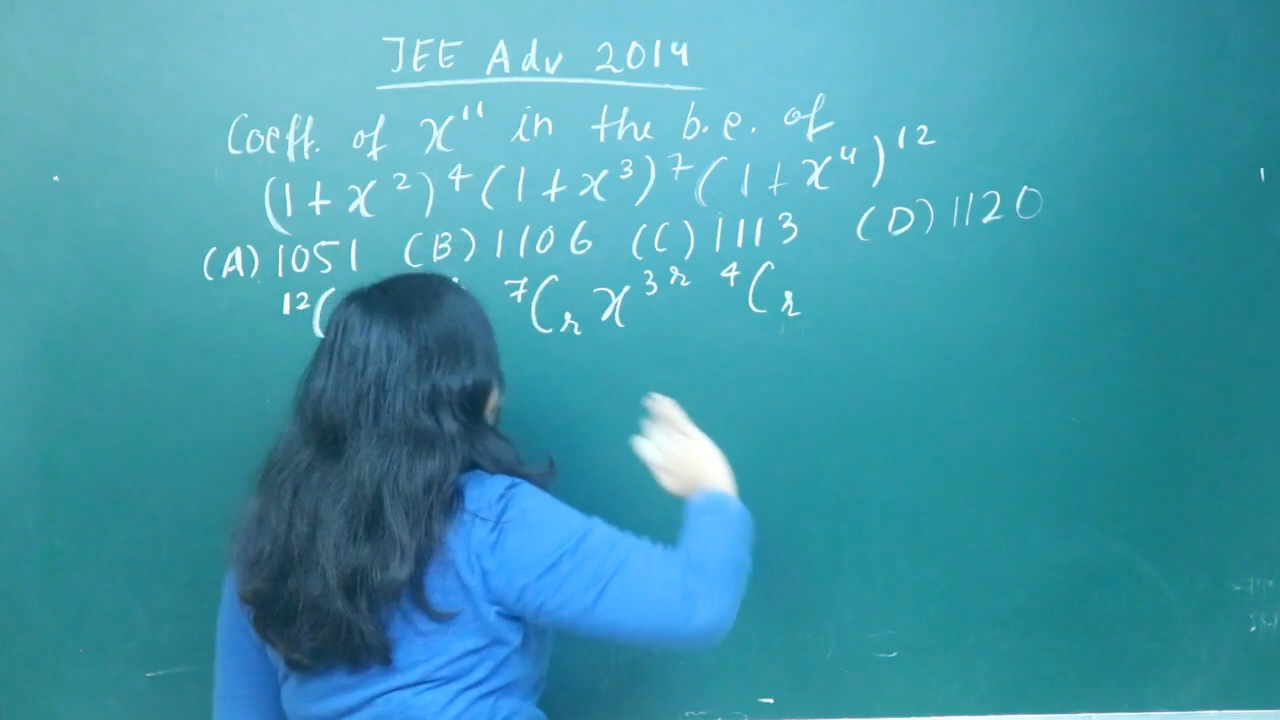 JEE Adv 2014
Coeff. of x¹¹ in the b.e. of
(1+x²)⁴(1+x³)⁷(1+x⁴)¹²
(A) 1051 (B) 1106 (C) 1113 (D) 1120
¹²C ⁷Cᵣ x³ʳ ⁴Cᵣ